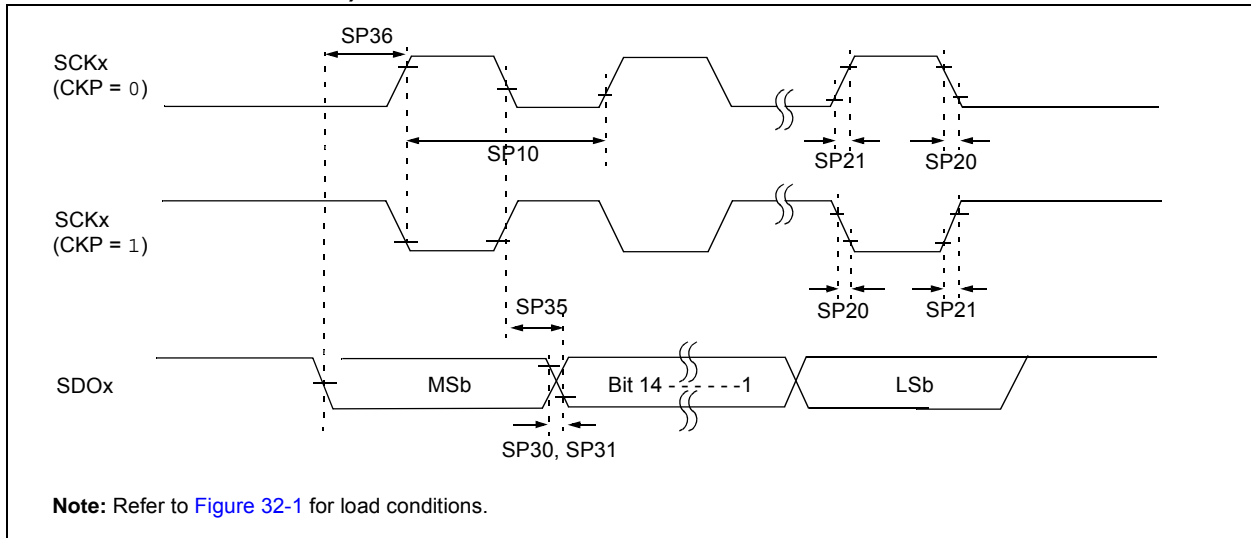 SP36
SCKx
(CKP = 0)
SP10
SP21
SP20
SCKx
(CKP = 1)
SP35
SP20
SP21
SDOx
MSb
Bit 14 - - - - - -1
LSb
SP30, SP31
Note: Refer to Figure 32-1 for load conditions.